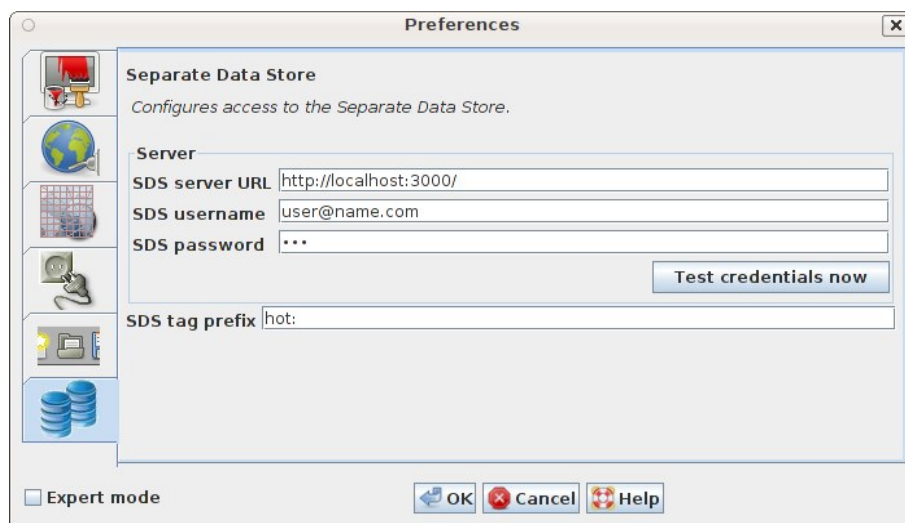 Preferences
Separate Data Store
Configures access to the Separate Data Store.
Server
SDS server URL http://localhost:3000/
SDS username user@name.com
SDS password •••
Test credentials now
SDS tag prefix hot:
Expert mode
OK Cancel Help